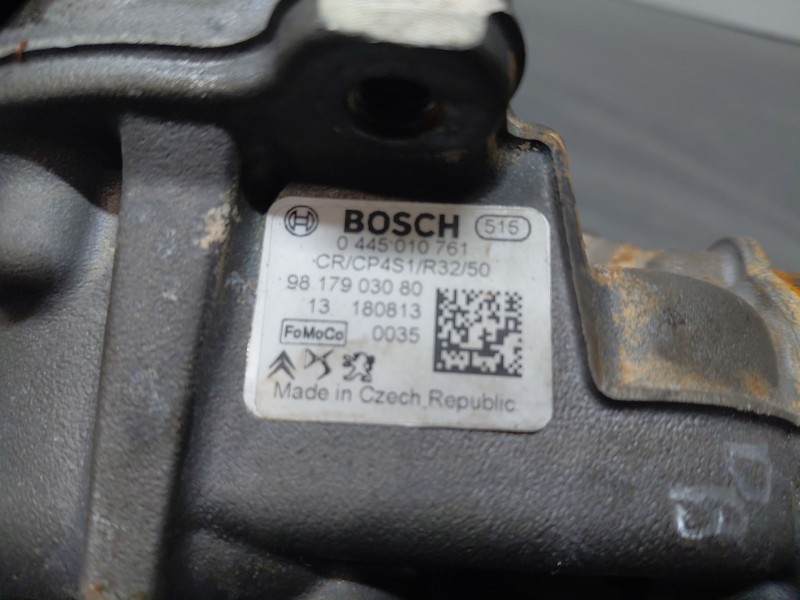 BOSCH 515
0 445 010 761
CR/CP4S1/R32/50
98 179 030 80
13 180813
FoMoCo 0035
Made in Czech Republic